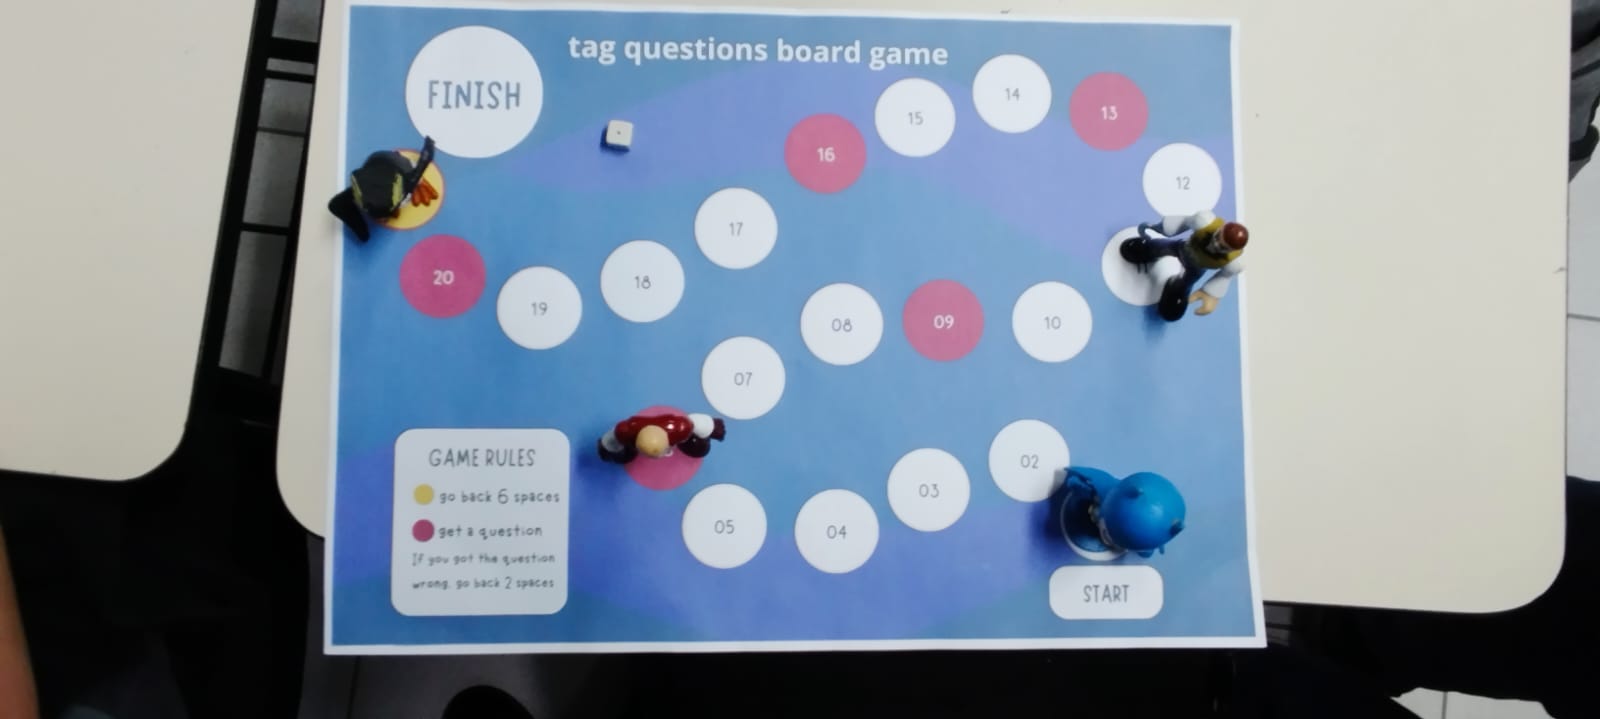 tag questions board game
FINISH
14
15
13
16
12
17
20
18
19
08
09
10
07
02
03
05
04
GAME RULES
go back 6 spaces
get a question
If you got the question
wrong, go back 2 spaces
START